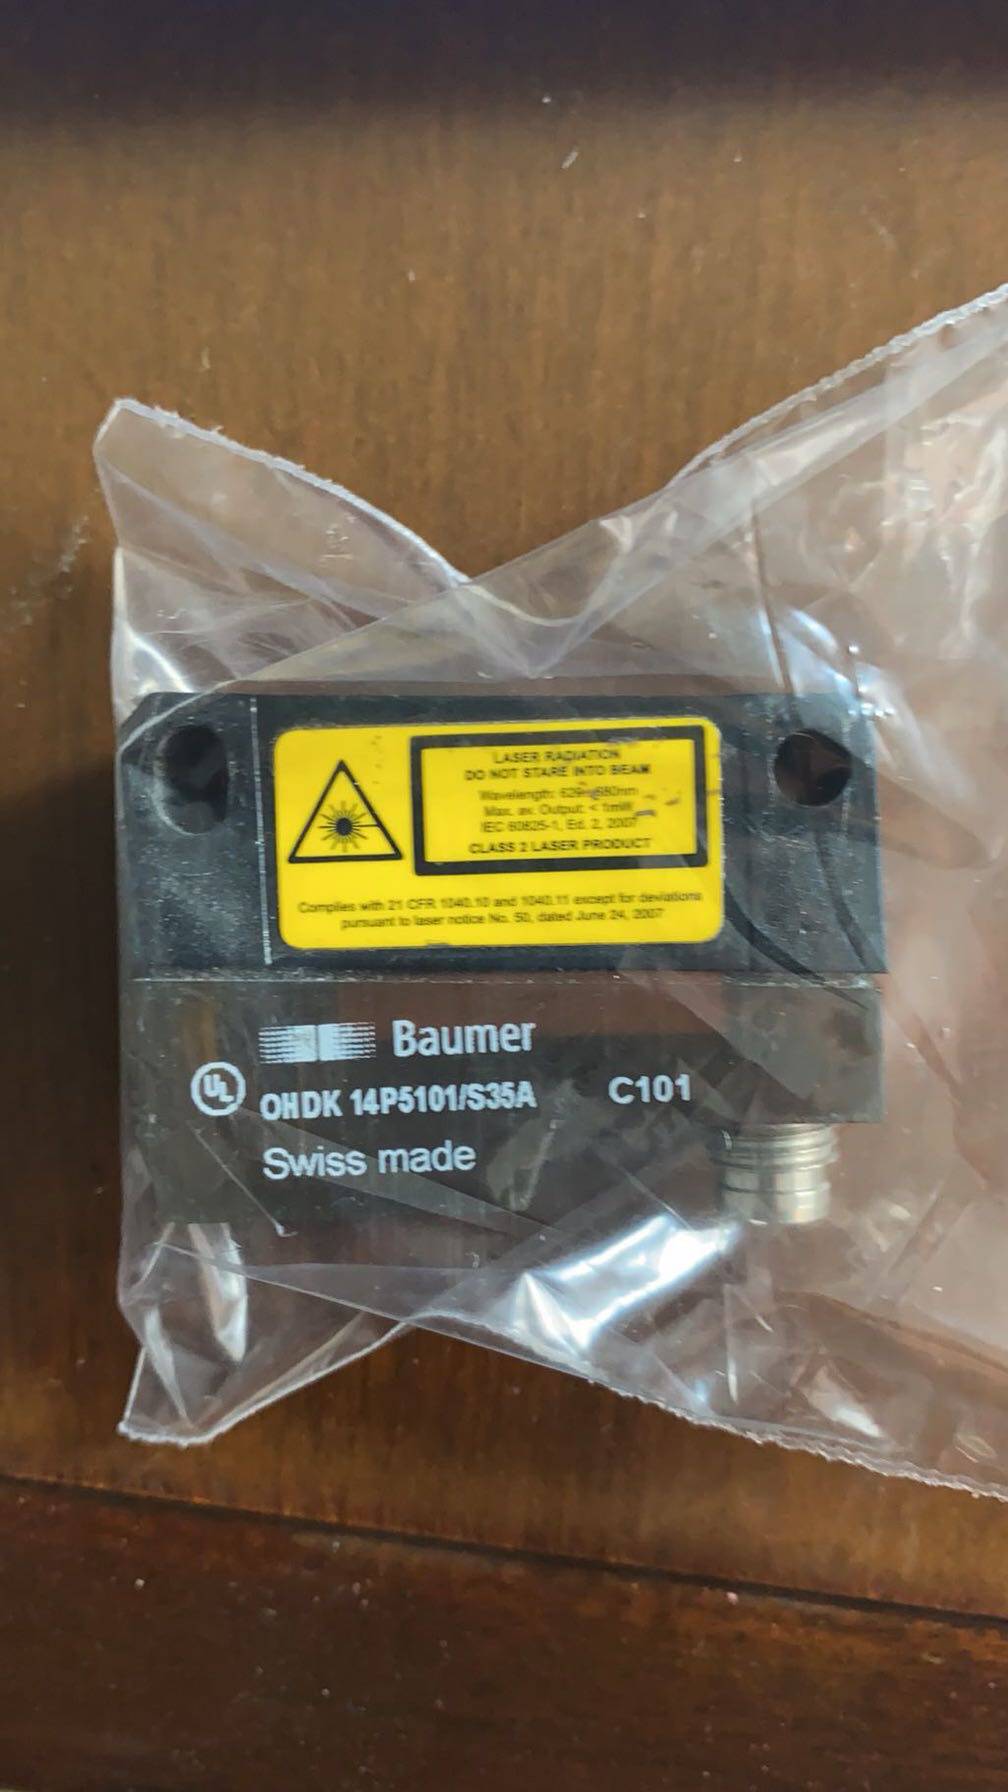 LASER RADIATION
DO NOT STARE INTO BEAM
Wavelength: 629-680nm
Max. av. Output: < 1mW
IEC 60825-1, Ed. 2, 2007
CLASS 2 LASER PRODUCT
Complies with 21 CFR 1040.10 and 1040.11 except for deviations
pursuant to laser notice No. 50, dated June 24, 2007
Baumer
UL
OHDK 14P5101/S35A C101
Swiss made